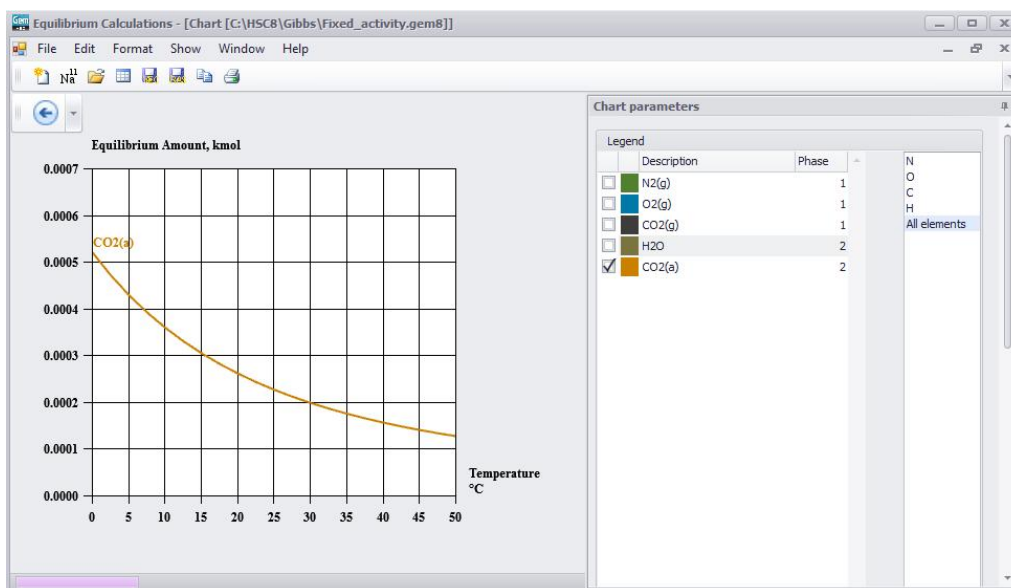 Equilibrium Calculations - [Chart [C:\HSC8\Gibbs\Fixed_activity.gem8]]
File Edit Format Show Window Help
Chart parameters
Equilibrium Amount, kmol
0.0007
0.0006
0.0005
0.0004
0.0003
0.0002
0.0001
0.0000
CO2(a)
0 5 10 15 20 25 30 35 40 45 50
Temperature
°C
Legend
Description Phase
N2(g) 1
O2(g) 1
CO2(g) 1
H2O 2
CO2(a) 2
N
O
C
H
All elements